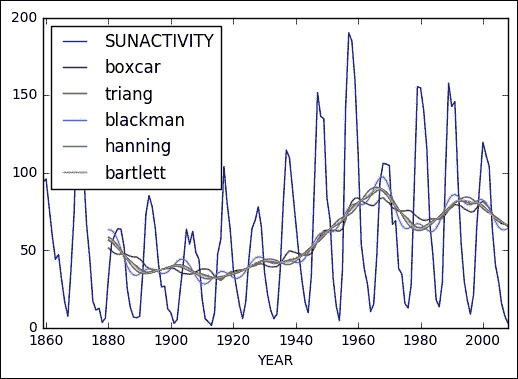 200
150
100
50
0
SUNACTIVITY
boxcar
triang
blackman
hanning
bartlett
1860 1880 1900 1920 1940 1960 1980 2000
YEAR